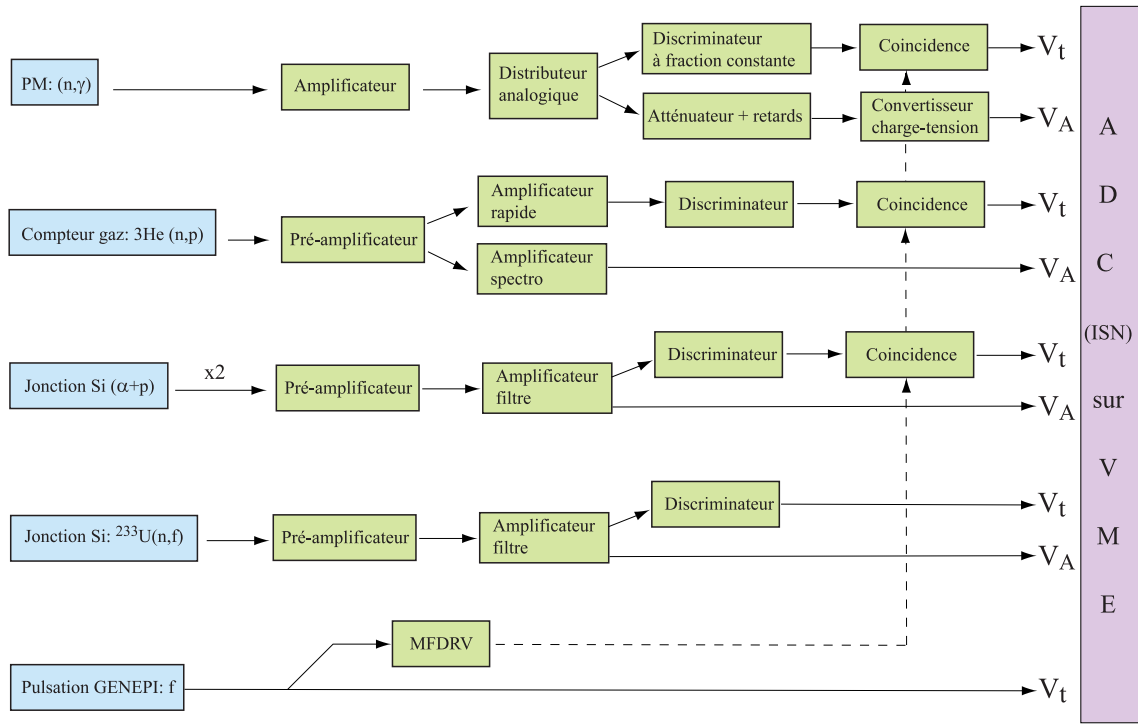 PM: (n,γ)
Amplificateur
Distributeur
analogique
Discriminateur
à fraction constante
Coincidence
Vt
Atténuateur + retards
Convertisseur
charge-tension
VA
Compteur gaz: 3He (n,p)
Pré-amplificateur
Amplificateur
rapide
Discriminateur
Coincidence
Vt
Amplificateur
spectro
VA
Jonction Si (α+p)
x2
Pré-amplificateur
Amplificateur
filtre
Discriminateur
Coincidence
Vt
VA
Jonction Si: ²³³U(n,f)
Pré-amplificateur
Amplificateur
filtre
Discriminateur
Vt
VA
Pulsation GENEPI: f
MFDRV
Vt
A
D
C
(ISN)
sur
V
M
E